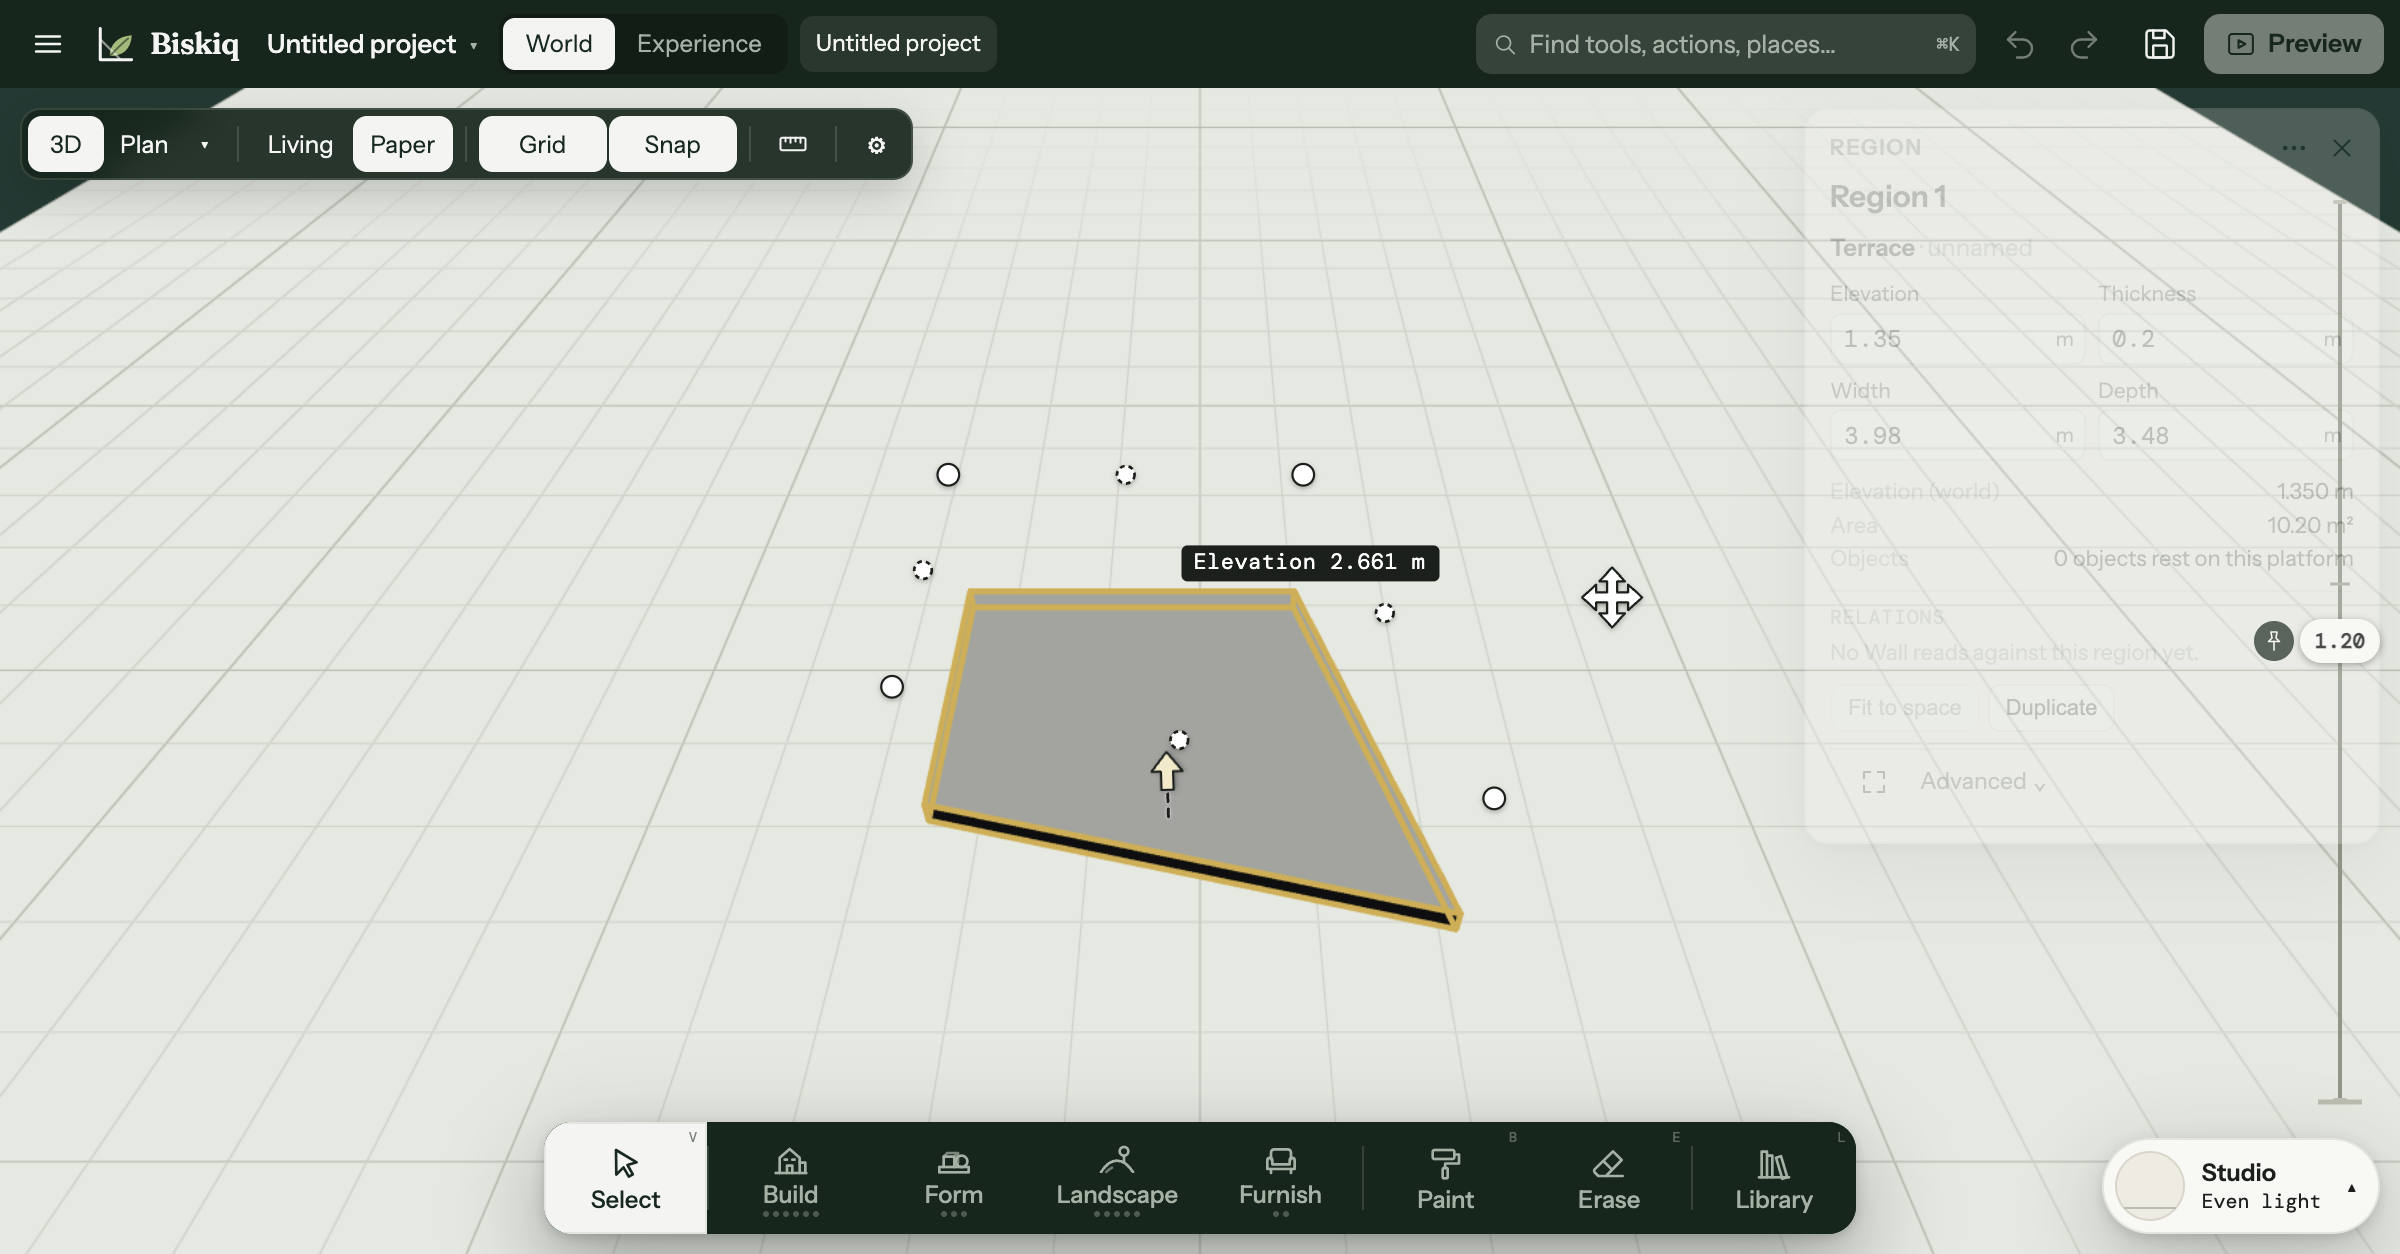 Biskiq Untitled project World Experience Untitled project Find tools, actions, places... ⌘K Preview
3D Plan Living Paper Grid Snap
REGION
Region 1
Terrace · unnamed
Elevation Thickness
1.35 m 0.2 m
Width Depth
3.98 m 3.48 m
Elevation (world) 1.350 m
Area 10.20 m²
Objects 0 objects rest on this platform
Elevation 2.661 m
RELATIONS
No Wall reads against this region yet.
1.20
Fit to space Duplicate
Advanced
V B E L
Select Build Form Landscape Furnish Paint Erase Library
Studio
Even light